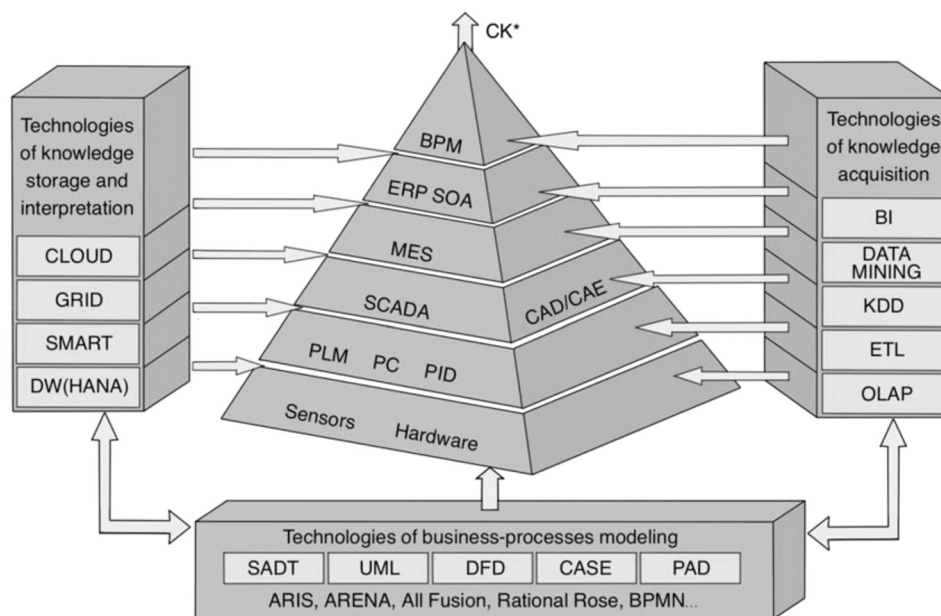 CK*
Technologies
of knowledge
storage and
interpretation
CLOUD
GRID
SMART
DW(HANA)
BPM
ERP SOA
MES
SCADA
CAD/CAE
PLM PC PID
Sensors Hardware
Technologies
of knowledge
acquisition
BI
DATA
MINING
KDD
ETL
OLAP
Technologies of business-processes modeling
SADT UML DFD CASE PAD
ARIS, ARENA, All Fusion, Rational Rose, BPMN...